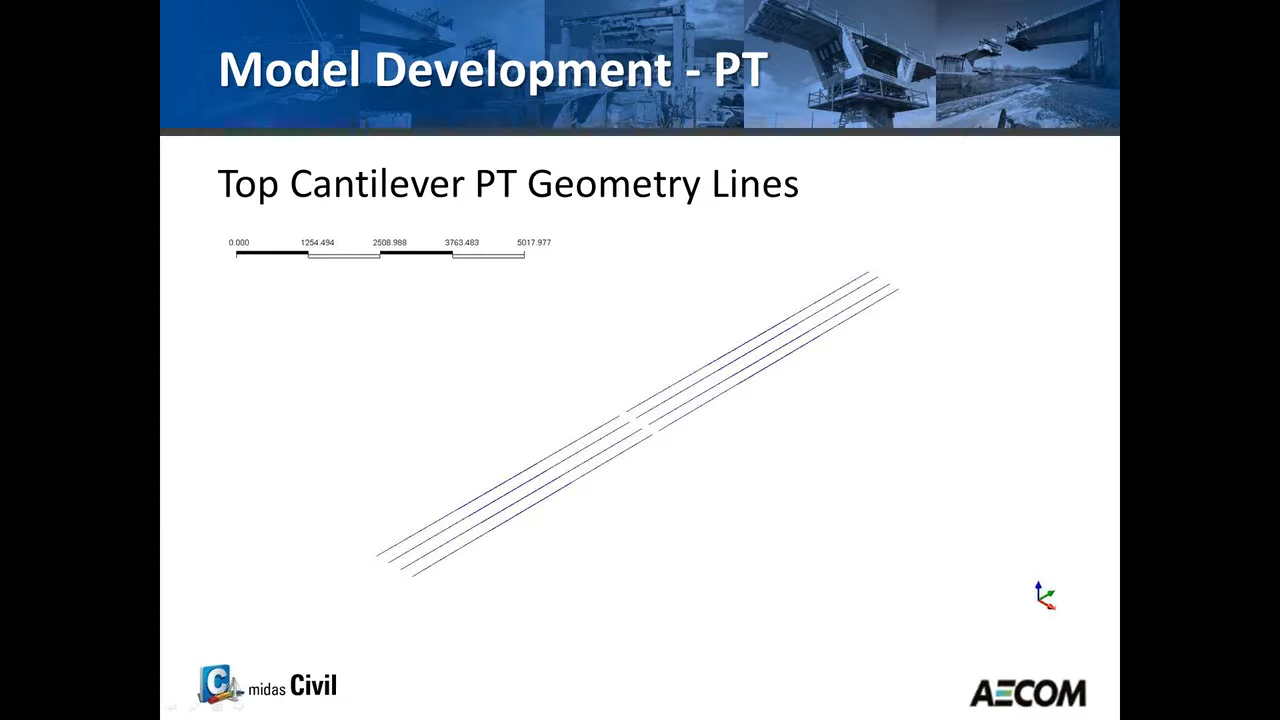 Model Development - PT
Top Cantilever PT Geometry Lines
0.000 1254.494 2508.988 3763.483 5017.977
midas Civil
AECOM